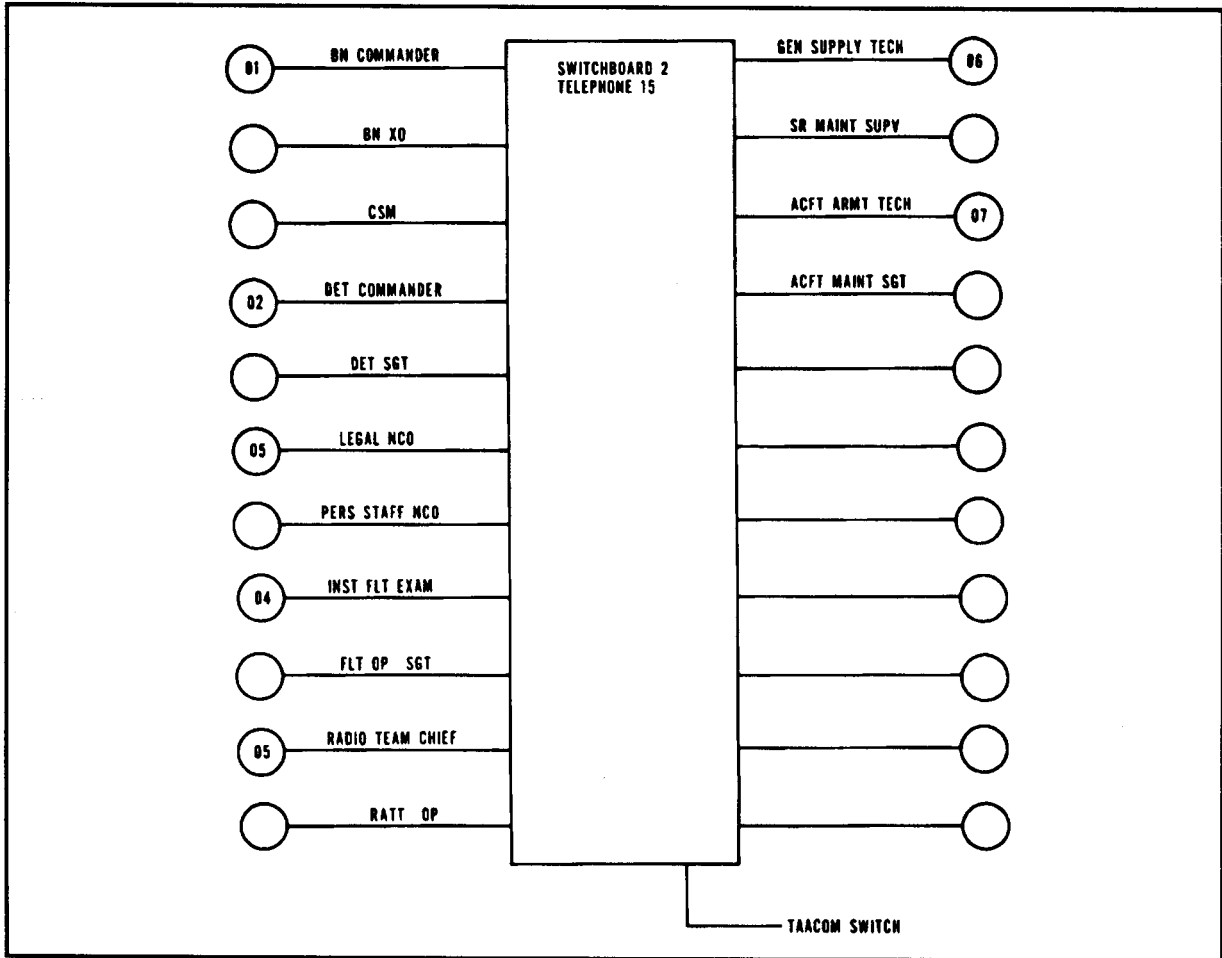 01 BN COMMANDER
BN XO
CSM
02 DET COMMANDER
DET SGT
05 LEGAL NCO
PERS STAFF NCO
04 INST FLT EXAM
FLT OP SGT
05 RADIO TEAM CHIEF
RATT OP
SWITCHBOARD 2
TELEPHONE 15
GEN SUPPLY TECH 06
SR MAINT SUPV
ACFT ARMT TECH 07
ACFT MAINT SGT
TAACOM SWITCH